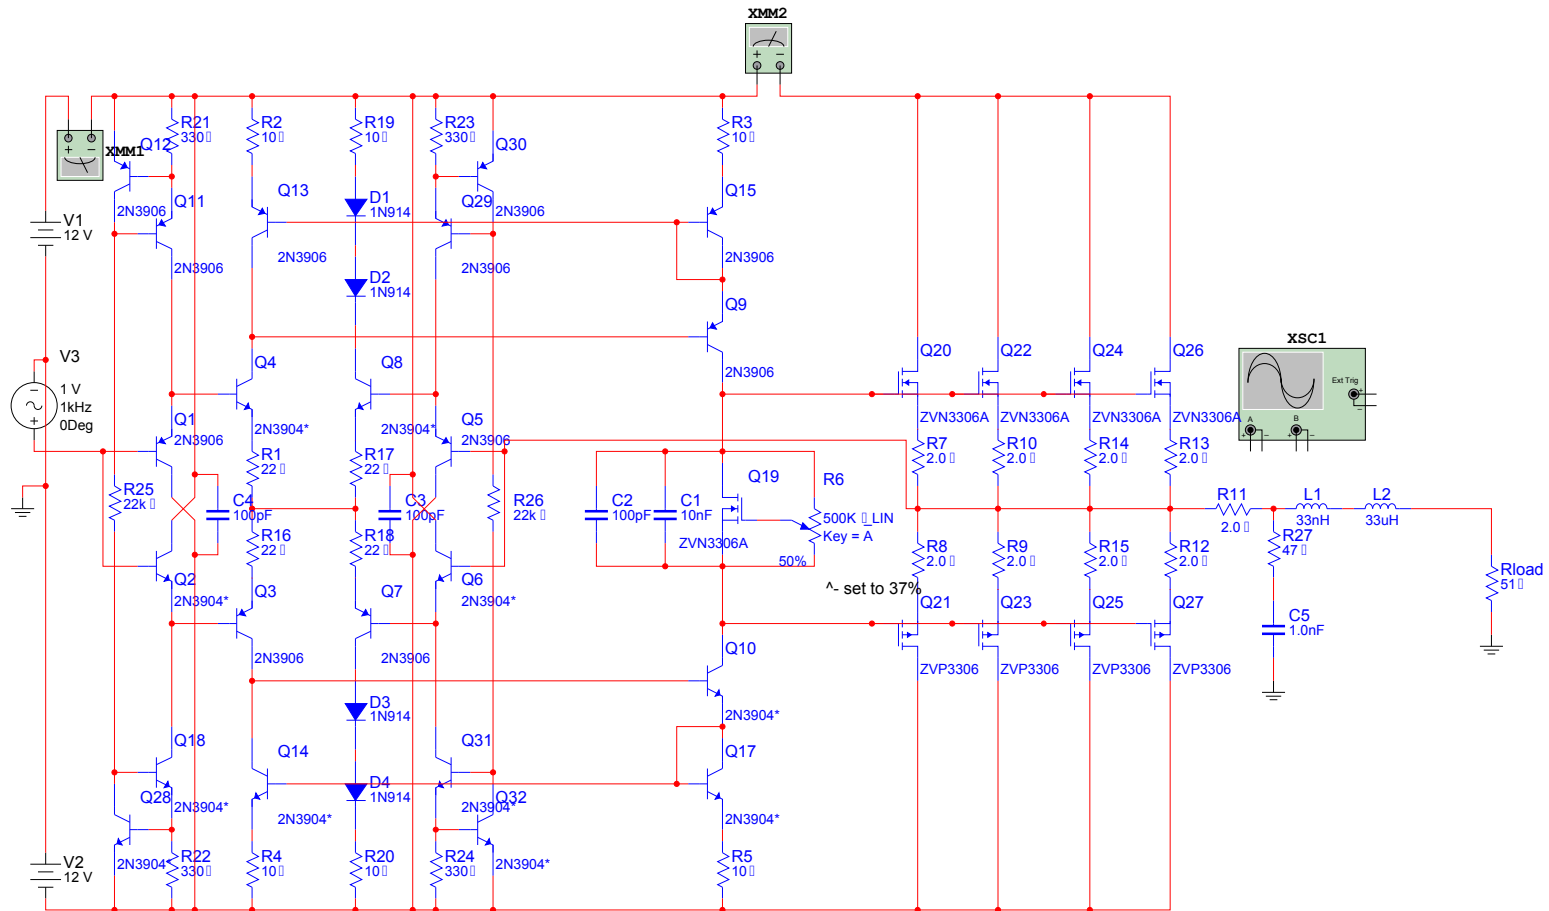 XMM2
+ −
R21
330 ▯
R2
10 ▯
R19
10 ▯
R23
330 ▯
R3
10 ▯
+ −
XMM1
Q12
Q30
2N3906
Q11
Q13
D1
1N914
Q29
2N3906
Q15
V1
12 V
2N3906
2N3906
2N3906
2N3906
D2
1N914
Q9
V3
Q4
Q8
2N3906
Q20
Q22
Q24
Q26
XSC1
Ext Trig
+
−
A
B
+ − + −
1 V
1kHz
0Deg
Q1
2N3906
2N3904*
2N3904*
Q5
2N3906
ZVN3306A
ZVN3306A
ZVN3306A
ZVN3306A
R1
22 ▯
R17
22 ▯
R7
2.0 ▯
R10
2.0 ▯
R14
2.0 ▯
R13
2.0 ▯
R25
22k ▯
C4
100pF
C3
100pF
R26
22k ▯
C2
100pF
C1
10nF
Q19
ZVN3306A
R6
500K ▯_LIN
Key = A
50%
R11
2.0 ▯
L1
33nH
L2
33uH
R16
22 ▯
R18
22 ▯
R8
2.0 ▯
R9
2.0 ▯
R15
2.0 ▯
R12
2.0 ▯
R27
47 ▯
Rload
51 ▯
Q2
2N3904*
Q3
Q7
Q6
2N3904*
^- set to 37%
Q21
Q23
Q25
Q27
C5
1.0nF
2N3906
2N3906
Q10
ZVP3306
ZVP3306
ZVP3306
ZVP3306
D3
1N914
2N3904*
Q18
Q14
Q31
Q17
Q28
2N3904*
2N3904*
D4
1N914
2N3904*
Q32
2N3904*
V2
12 V
2N3904*
R22
330 ▯
R4
10 ▯
R20
10 ▯
R24
330 ▯
2N3904*
R5
10 ▯